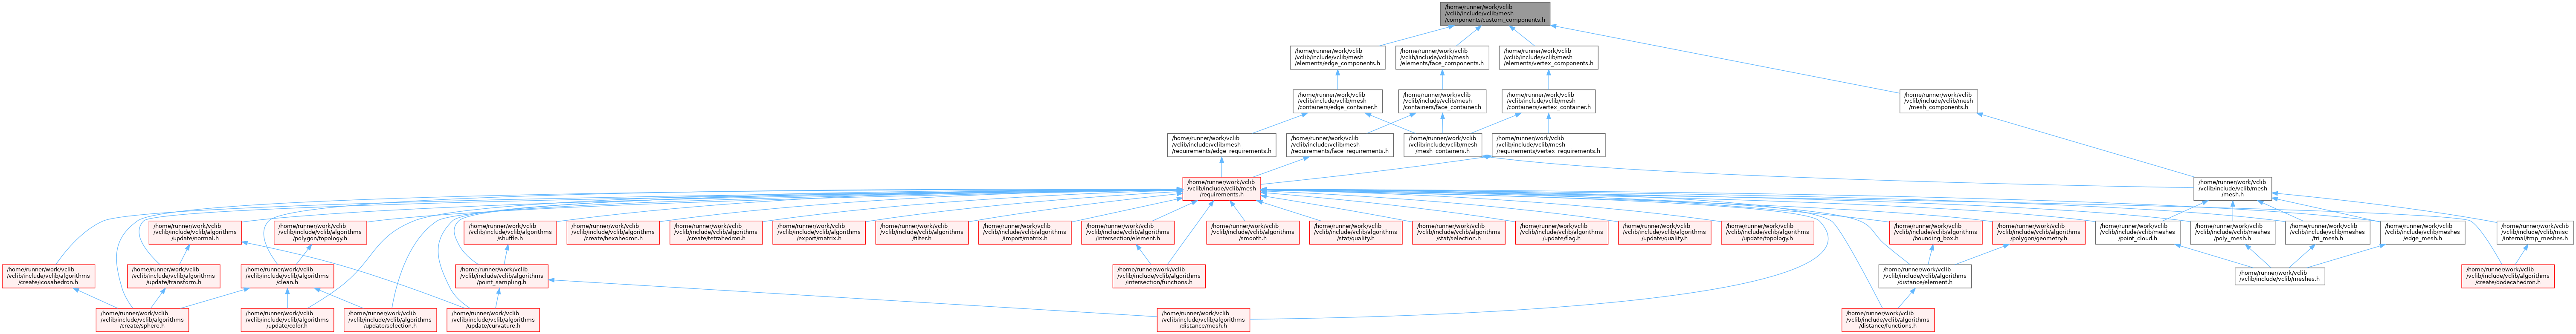 /home/runner/work/vclib
/vclib/include/vclib/mesh
/components/custom_components.h
/home/runner/work/vclib
/vclib/include/vclib/mesh
/elements/edge_components.h
/home/runner/work/vclib
/vclib/include/vclib/mesh
/elements/face_components.h
/home/runner/work/vclib
/vclib/include/vclib/mesh
/elements/vertex_components.h
/home/runner/work/vclib
/vclib/include/vclib/mesh
/containers/edge_container.h
/home/runner/work/vclib
/vclib/include/vclib/mesh
/containers/face_container.h
/home/runner/work/vclib
/vclib/include/vclib/mesh
/containers/vertex_container.h
/home/runner/work/vclib
/vclib/include/vclib/mesh
/mesh_components.h
/home/runner/work/vclib
/vclib/include/vclib/mesh
/requirements/edge_requirements.h
/home/runner/work/vclib
/vclib/include/vclib/mesh
/requirements/face_requirements.h
/home/runner/work/vclib
/vclib/include/vclib/mesh
/mesh_containers.h
/home/runner/work/vclib
/vclib/include/vclib/mesh
/requirements/vertex_requirements.h
/home/runner/work/vclib
/vclib/include/vclib/mesh
/requirements.h
/home/runner/work/vclib
/vclib/include/vclib/mesh
/mesh.h
/home/runner/work/vclib
/vclib/include/vclib/algorithms
/update/normal.h
/home/runner/work/vclib
/vclib/include/vclib/algorithms
/polygon/topology.h
/home/runner/work/vclib
/vclib/include/vclib/algorithms
/shuffle.h
/home/runner/work/vclib
/vclib/include/vclib/algorithms
/create/hexahedron.h
/home/runner/work/vclib
/vclib/include/vclib/algorithms
/create/tetrahedron.h
/home/runner/work/vclib
/vclib/include/vclib/algorithms
/export/matrix.h
/home/runner/work/vclib
/vclib/include/vclib/algorithms
/filter.h
/home/runner/work/vclib
/vclib/include/vclib/algorithms
/import/matrix.h
/home/runner/work/vclib
/vclib/include/vclib/algorithms
/intersection/element.h
/home/runner/work/vclib
/vclib/include/vclib/algorithms
/smooth.h
/home/runner/work/vclib
/vclib/include/vclib/algorithms
/stat/quality.h
/home/runner/work/vclib
/vclib/include/vclib/algorithms
/stat/selection.h
/home/runner/work/vclib
/vclib/include/vclib/algorithms
/update/flag.h
/home/runner/work/vclib
/vclib/include/vclib/algorithms
/update/quality.h
/home/runner/work/vclib
/vclib/include/vclib/algorithms
/update/topology.h
/home/runner/work/vclib
/vclib/include/vclib/algorithms
/bounding_box.h
/home/runner/work/vclib
/vclib/include/vclib/algorithms
/polygon/geometry.h
/home/runner/work/vclib
/vclib/include/vclib/meshes
/point_cloud.h
/home/runner/work/vclib
/vclib/include/vclib/meshes
/poly_mesh.h
/home/runner/work/vclib
/vclib/include/vclib/meshes
/tri_mesh.h
/home/runner/work/vclib
/vclib/include/vclib/meshes
/edge_mesh.h
/home/runner/work/vclib
/vclib/include/vclib/misc
/internal/tmp_meshes.h
/home/runner/work/vclib
/vclib/include/vclib/algorithms
/create/icosahedron.h
/home/runner/work/vclib
/vclib/include/vclib/algorithms
/update/transform.h
/home/runner/work/vclib
/vclib/include/vclib/algorithms
/clean.h
/home/runner/work/vclib
/vclib/include/vclib/algorithms
/point_sampling.h
/home/runner/work/vclib
/vclib/include/vclib/algorithms
/intersection/functions.h
/home/runner/work/vclib
/vclib/include/vclib/algorithms
/distance/element.h
/home/runner/work/vclib
/vclib/include/vclib/meshes.h
/home/runner/work/vclib
/vclib/include/vclib/algorithms
/create/dodecahedron.h
/home/runner/work/vclib
/vclib/include/vclib/algorithms
/create/sphere.h
/home/runner/work/vclib
/vclib/include/vclib/algorithms
/update/color.h
/home/runner/work/vclib
/vclib/include/vclib/algorithms
/update/selection.h
/home/runner/work/vclib
/vclib/include/vclib/algorithms
/update/curvature.h
/home/runner/work/vclib
/vclib/include/vclib/algorithms
/distance/mesh.h
/home/runner/work/vclib
/vclib/include/vclib/algorithms
/distance/functions.h